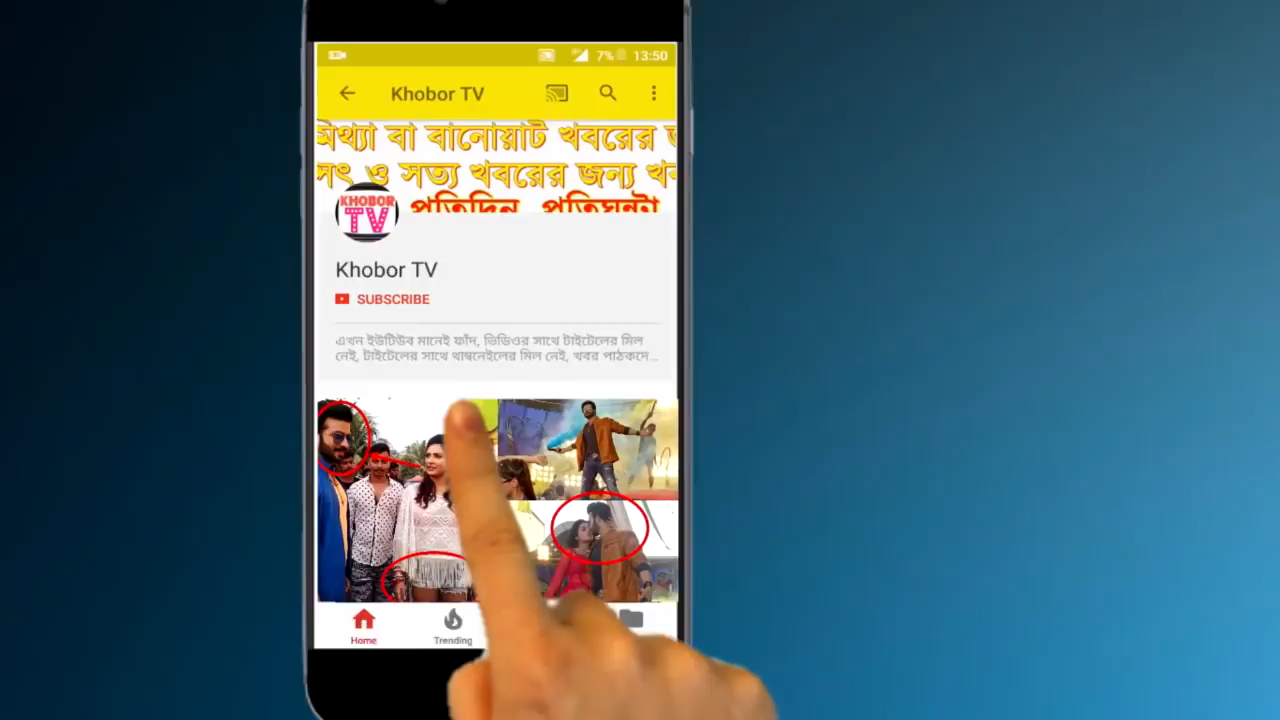 7% 13:50
Khobor TV
মিথ্যা বা বানোয়াট খবরের
সৎ ও সত্য খবরের জন্য
KHOBOR
TV
প্রতিদিন প্রতিঘন্টা
Khobor TV
SUBSCRIBE
এখন ইউটিউব মানেই ফাঁদ, ভিডিওর সাথে টাইটেলের মিল
নেই, টাইটেলের সাথে থাম্বনেইলের মিল নেই, খবর পাঠকদে...
Home Trending